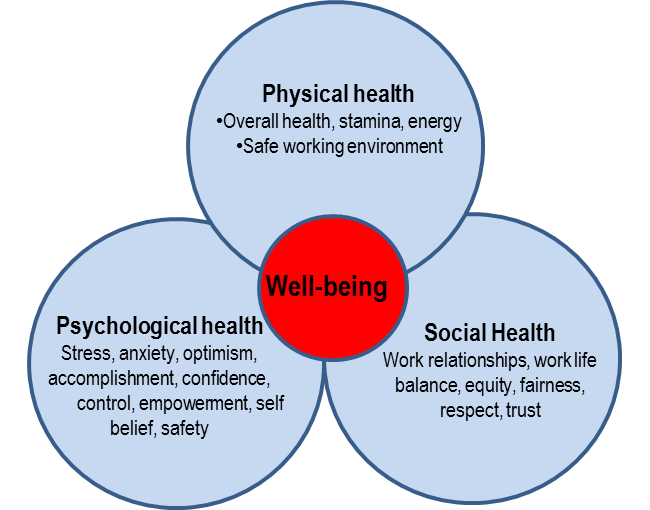 Physical health
•Overall health, stamina, energy
•Safe working environment
Well-being
Psychological health
Stress, anxiety, optimism,
accomplishment, confidence,
control, empowerment, self
belief, safety
Social Health
Work relationships, work life
balance, equity, fairness,
respect, trust